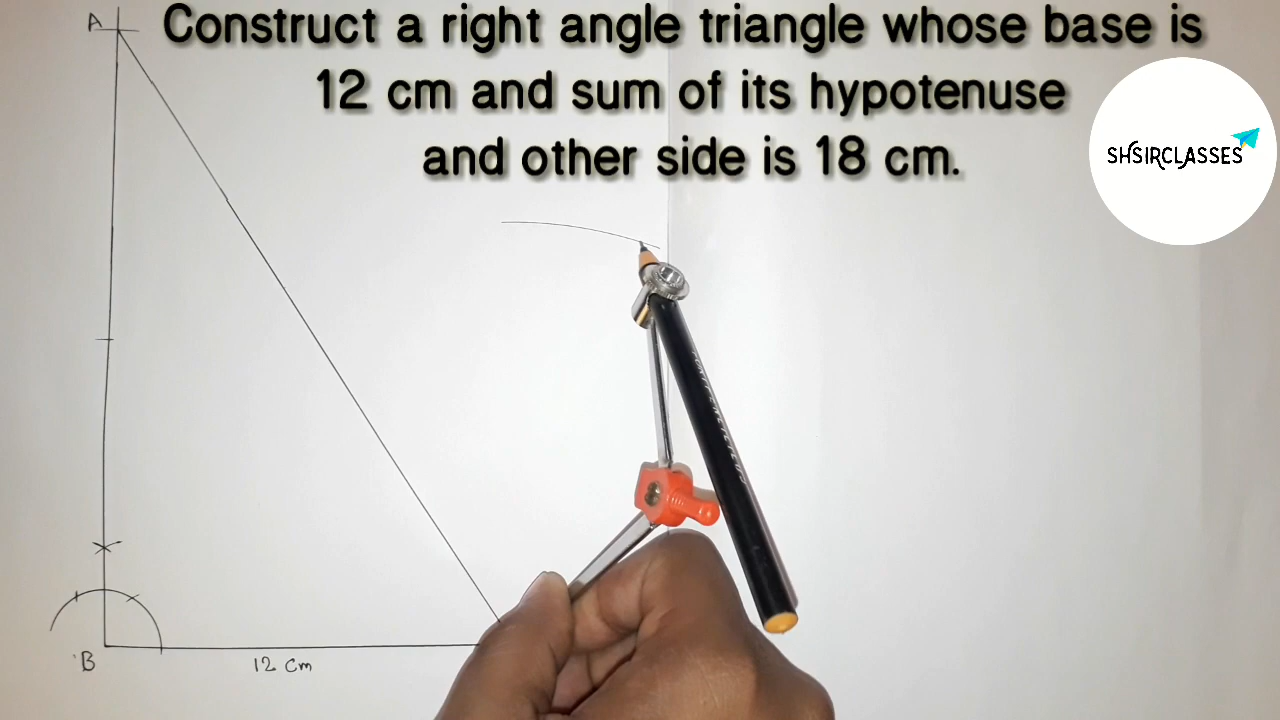 Construct a right angle triangle whose base is
12 cm and sum of its hypotenuse
and other side is 18 cm.
SHSIRCLASSES
A
B
12 cm